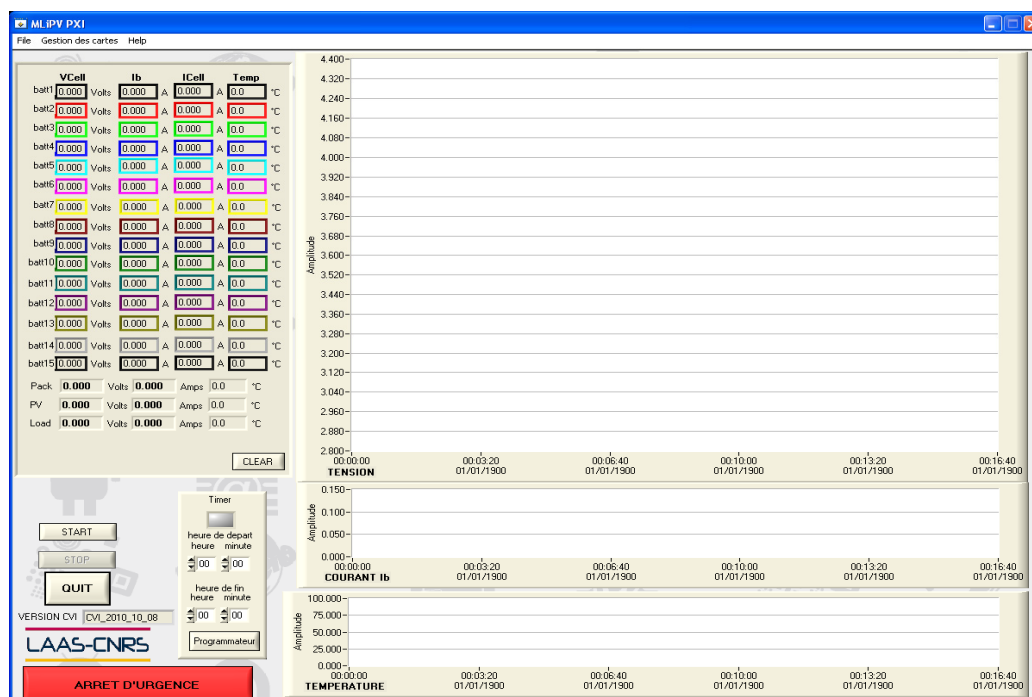 MLiPV PXI
File Gestion des cartes Help
VCell Ib ICell Temp
batt1 0.000 Volts 0.000 A 0.000 A 0.0 °C
batt2 0.000 Volts 0.000 A 0.000 A 0.0 °C
batt3 0.000 Volts 0.000 A 0.000 A 0.0 °C
batt4 0.000 Volts 0.000 A 0.000 A 0.0 °C
batt5 0.000 Volts 0.000 A 0.000 A 0.0 °C
batt6 0.000 Volts 0.000 A 0.000 A 0.0 °C
batt7 0.000 Volts 0.000 A 0.000 A 0.0 °C
batt8 0.000 Volts 0.000 A 0.000 A 0.0 °C
batt9 0.000 Volts 0.000 A 0.000 A 0.0 °C
batt10 0.000 Volts 0.000 A 0.000 A 0.0 °C
batt11 0.000 Volts 0.000 A 0.000 A 0.0 °C
batt12 0.000 Volts 0.000 A 0.000 A 0.0 °C
batt13 0.000 Volts 0.000 A 0.000 A 0.0 °C
batt14 0.000 Volts 0.000 A 0.000 A 0.0 °C
batt15 0.000 Volts 0.000 A 0.000 A 0.0 °C
Pack 0.000 Volts 0.000 Amps 0.0 °C
PV 0.000 Volts 0.000 Amps 0.0 °C
Load 0.000 Volts 0.000 Amps 0.0 °C
CLEAR
START
STOP
QUIT
VERSION CVI CVI_2010_10_08
LAAS-CNRS
ARRET D'URGENCE
Timer
heure de depart
heure minute
00 00
heure de fin
heure minute
00 00
Programmateur
Amplitude
4.400
4.320
4.240
4.160
4.080
4.000
3.920
3.840
3.760
3.680
3.600
3.520
3.440
3.360
3.280
3.200
3.120
3.040
2.960
2.880
2.800
00:00:00 00:03:20 00:06:40 00:10:00 00:13:20 00:16:40
TENSION 01/01/1900 01/01/1900 01/01/1900 01/01/1900 01/01/1900
Amplitude
0.150
0.100
0.050
0.000
00:00:00 00:03:20 00:06:40 00:10:00 00:13:20 00:16:40
COURANT Ib 01/01/1900 01/01/1900 01/01/1900 01/01/1900 01/01/1900
Amplitude
100.000
75.000
50.000
25.000
0.000
00:00:00 00:03:20 00:06:40 00:10:00 00:13:20 00:16:40
TEMPERATURE 01/01/1900 01/01/1900 01/01/1900 01/01/1900 01/01/1900